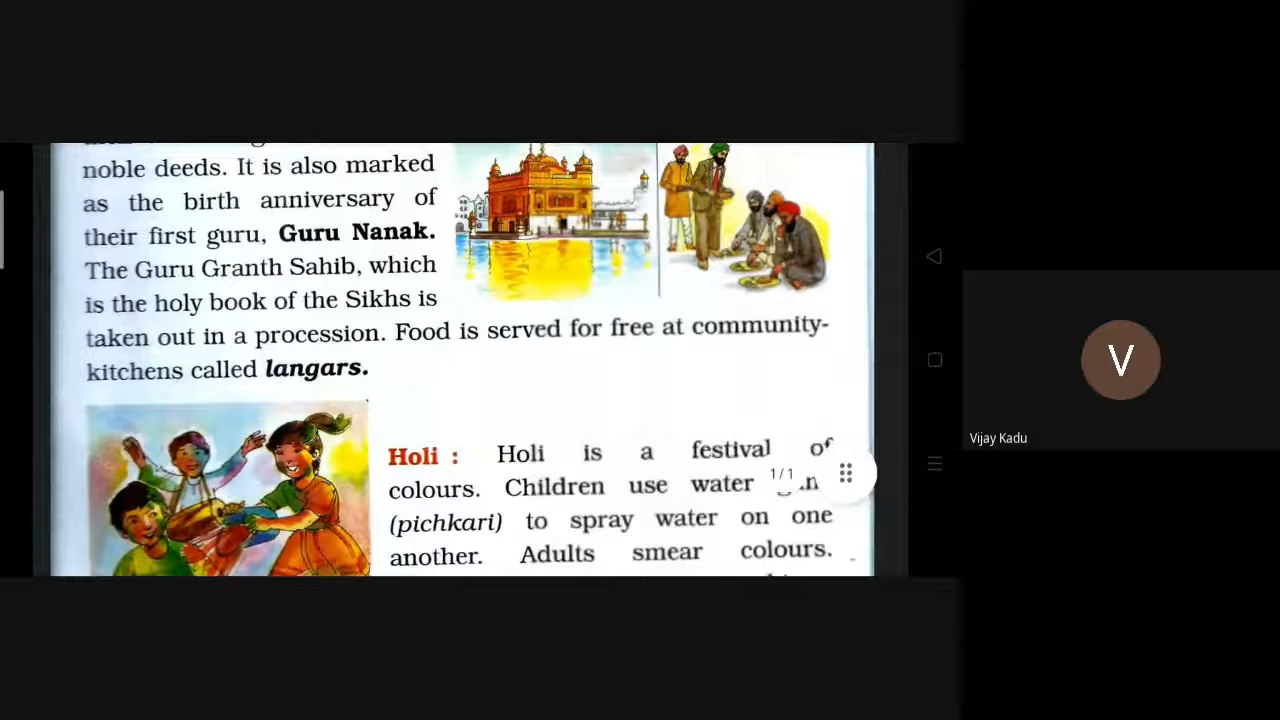 noble deeds. It is also marked
as the birth anniversary of
their first guru, Guru Nanak.
The Guru Granth Sahib, which
is the holy book of the Sikhs is
taken out in a procession. Food is served for free at community-
kitchens called langars.
Holi : Holi is a festival of
colours. Children use water
(pichkari) to spray water on one
another. Adults smear colours.
1/1
V
Vijay Kadu